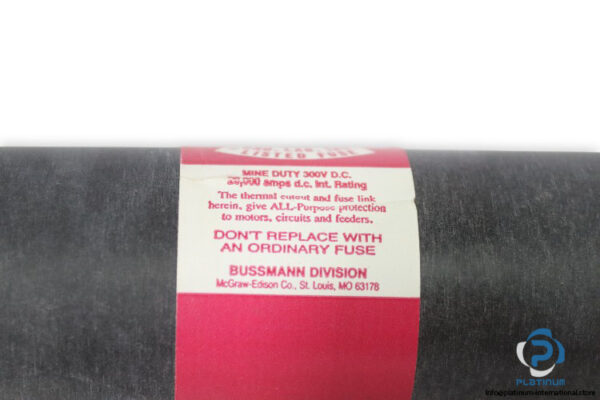 LISTED FUSE
MINE DUTY 300V D.C.
amps d.c. Int. Rating
The thermal cutout and fuse link
herein, give ALL-Purpose protection
to motors, circuits and feeders.
DON'T REPLACE WITH
AN ORDINARY FUSE
BUSSMANN DIVISION
McGraw-Edison Co., St. Louis, MO 63178
PLATINUM
info@platinum-international.store